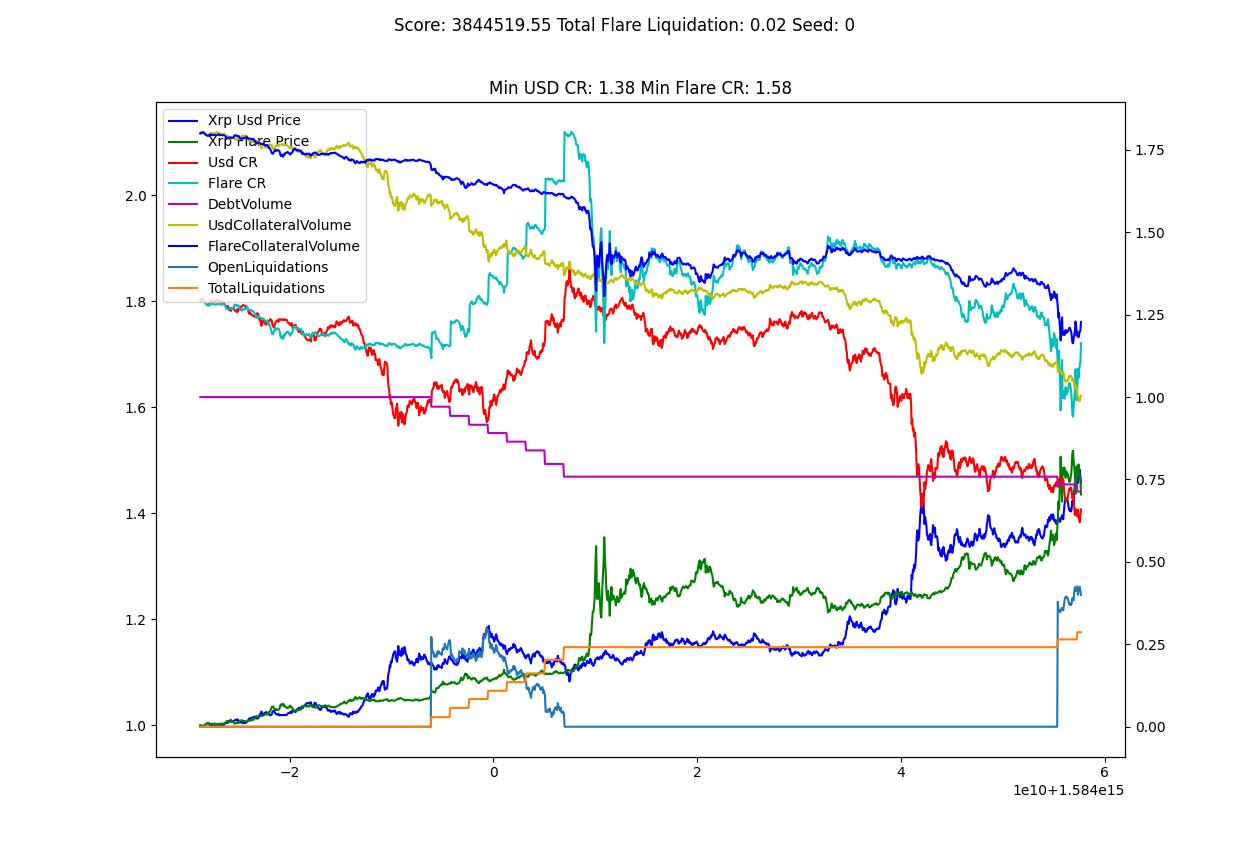 Score: 3844519.55 Total Flare Liquidation: 0.02 Seed: 0
Min USD CR: 1.38 Min Flare CR: 1.58
Xrp Usd Price
Xrp Flare Price
Usd CR
Flare CR
DebtVolume
UsdCollateralVolume
FlareCollateralVolume
OpenLiquidations
TotalLiquidations
2.0
1.8
1.6
1.4
1.2
1.0
1.75
1.50
1.25
1.00
0.75
0.50
0.25
0.00
−2 0 2 4 6
1e10+1.584e15